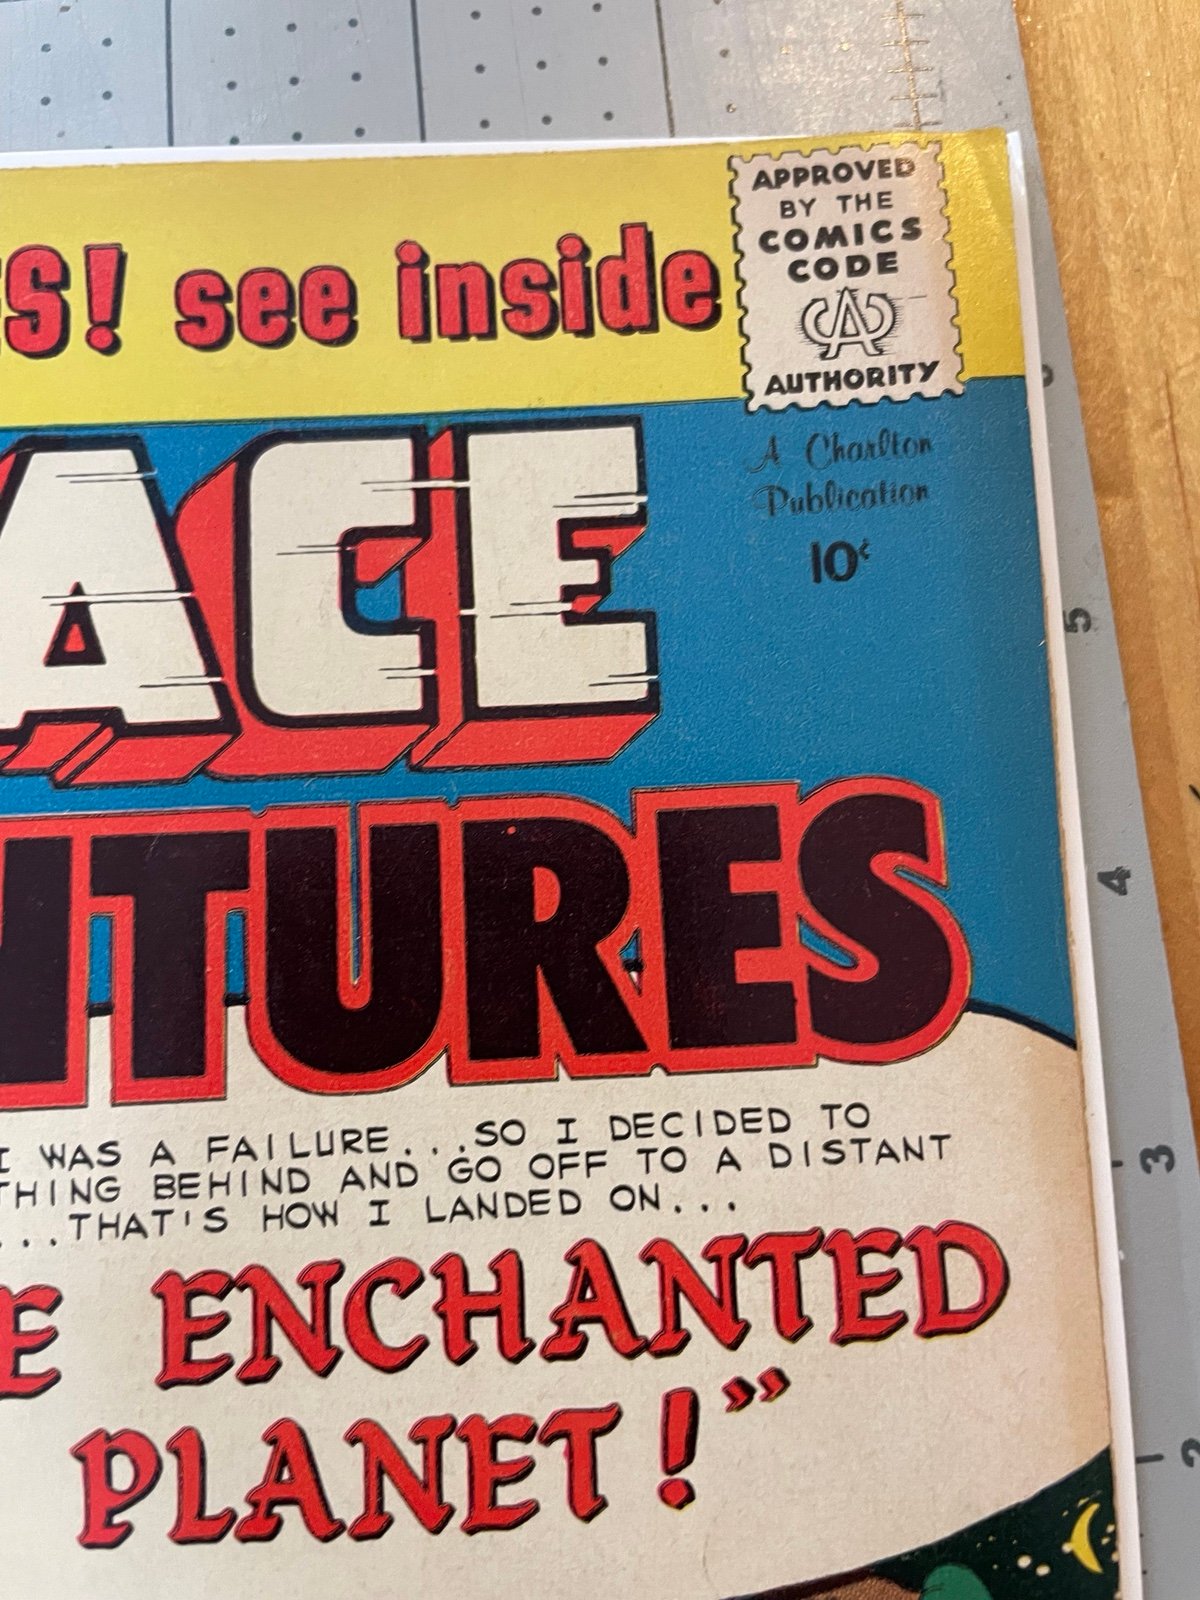 S! see inside
APPROVED
BY THE
COMICS
CODE
CA
AUTHORITY
A Charlton
Publication
10¢
ACE
TURES
I WAS A FAILURE...SO I DECIDED TO
THING BEHIND AND GO OFF TO A DISTANT
...THAT'S HOW I LANDED ON...
E ENCHANTED
PLANET!”
5
4
3
2